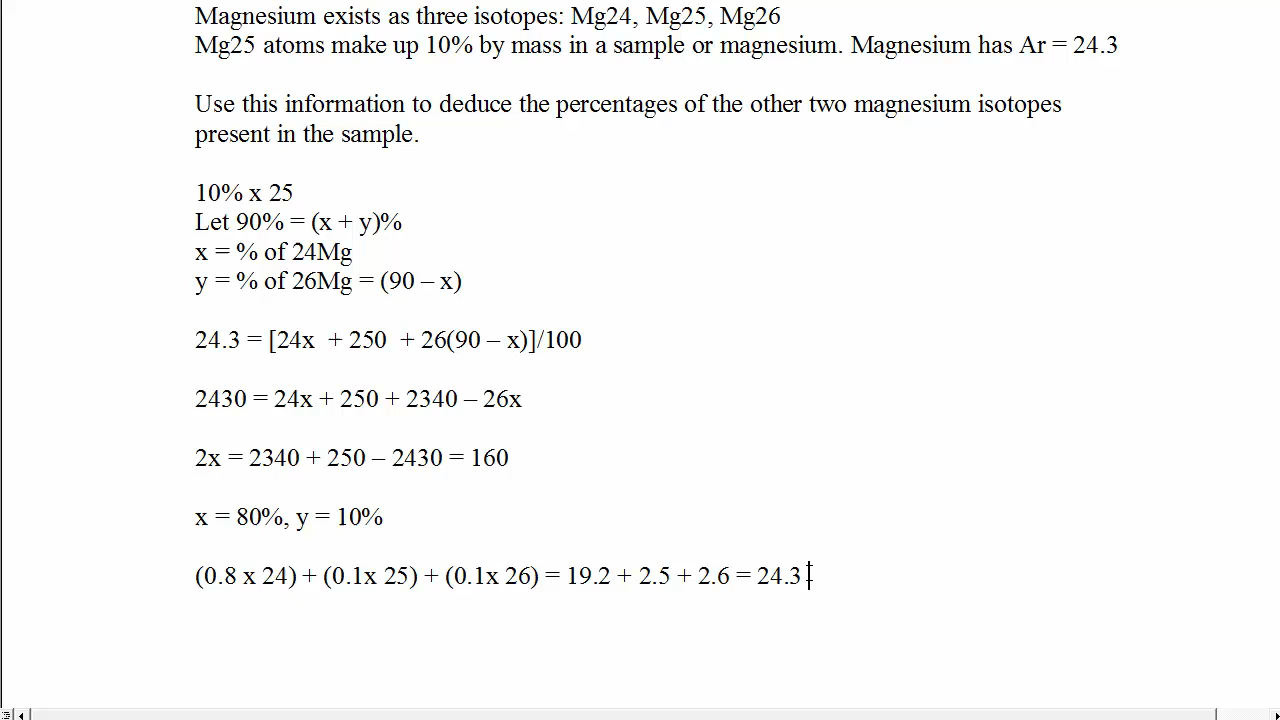 Magnesium exists as three isotopes: Mg24, Mg25, Mg26
Mg25 atoms make up 10% by mass in a sample or magnesium. Magnesium has Ar = 24.3
Use this information to deduce the percentages of the other two magnesium isotopes
present in the sample.
10% x 25
Let 90% = (x + y)%
x = % of 24Mg
y = % of 26Mg = (90 – x)
24.3 = [24x  + 250  + 26(90 – x)]/100
2430 = 24x + 250 + 2340 – 26x
2x = 2340 + 250 – 2430 = 160
x = 80%, y = 10%
(0.8 x 24) + (0.1x 25) + (0.1x 26) = 19.2 + 2.5 + 2.6 = 24.3